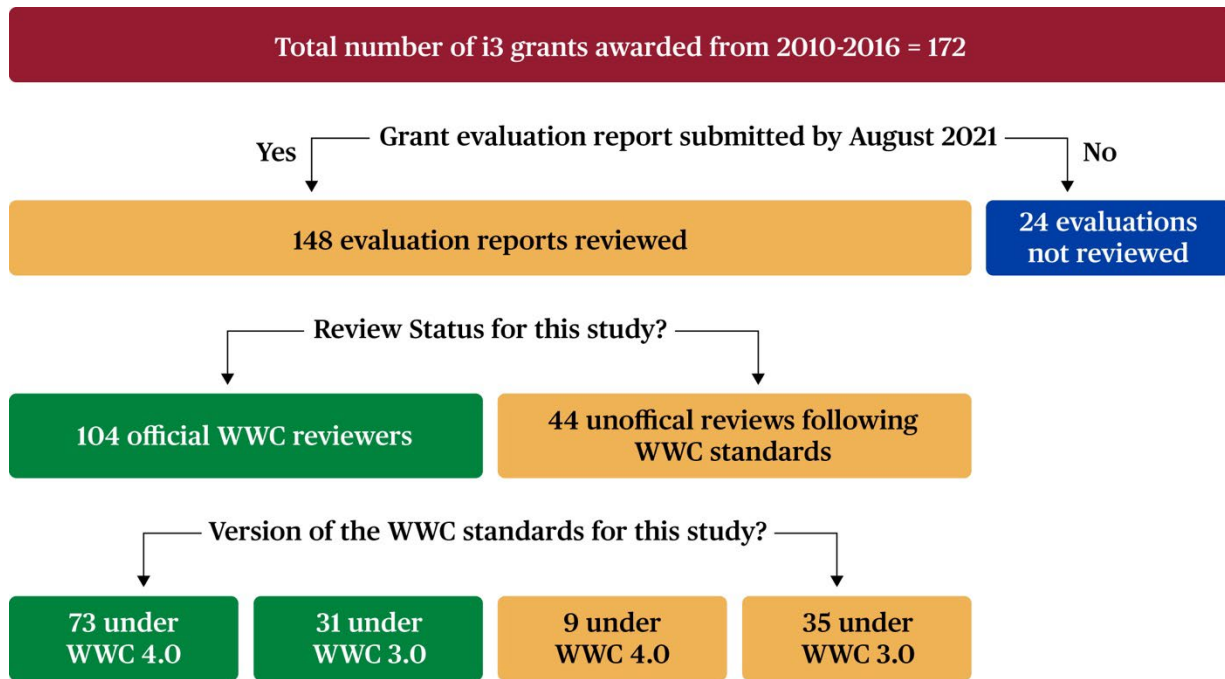 Total number of i3 grants awarded from 2010-2016 = 172
Grant evaluation report submitted by August 2021
Yes
No
148 evaluation reports reviewed
24 evaluations
not reviewed
Review Status for this study?
104 official WWC reviewers
44 unoffical reviews following
WWC standards
Version of the WWC standards for this study?
73 under
WWC 4.0
31 under
WWC 3.0
9 under
WWC 4.0
35 under
WWC 3.0